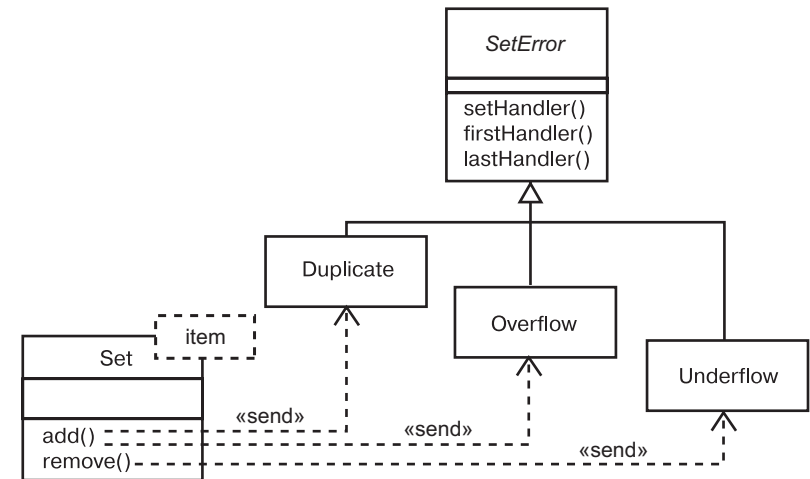 SetError
setHandler()
firstHandler()
lastHandler()
Duplicate
Overflow
Underflow
item
Set
add()
remove()
«send»
«send»
«send»